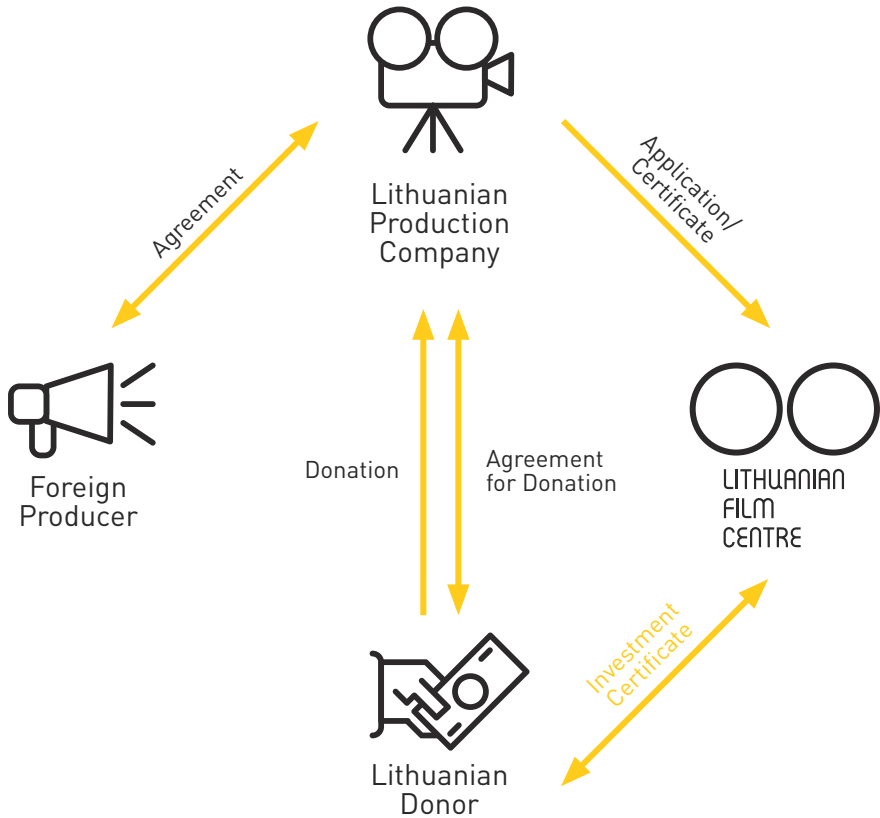 Lithuanian
Production
Company
Agreement
Application/
Certificate
Foreign
Producer
Donation
Agreement
for Donation
LITHUANIAN
FILM
CENTRE
Investment
Certificate
Lithuanian
Donor